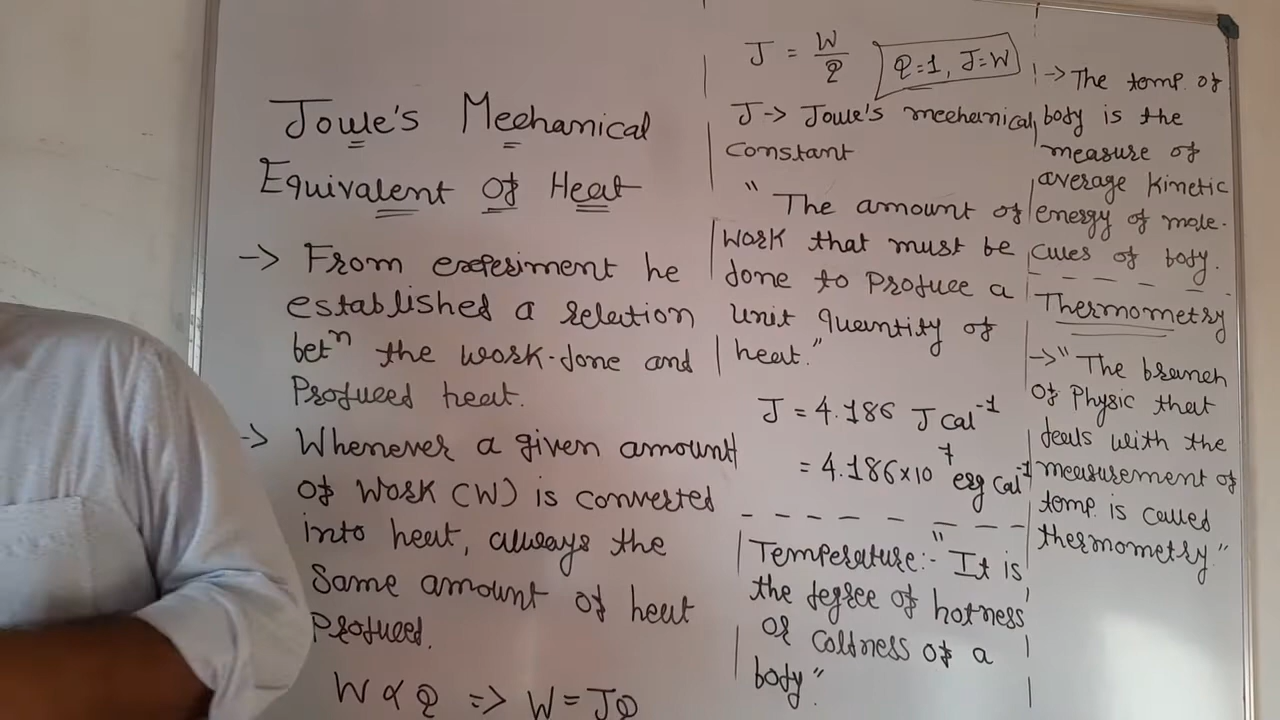 Joule's Mechanical
Equivalent of Heat
-> From experiment he
established a relation
betⁿ the work-done and
Produced heat.
-> Whenever a given amount
of Work (W) is converted
into heat, always the
Same amount of heat
Produced.
W ∝ Q => W = JQ
J = W/Q
Q=1, J=W
J -> Joule's mechanical
constant
" The amount of
work that must be
done to Produce a
unit quantity of
heat."
J = 4.186 J Cal⁻¹
= 4.186×10⁷ erg Cal⁻¹
Temperature:- "It is
the degree of hotness
or coldness of a
body".
-> The temp. of
body is the
measure of
average Kinetic
energy of mole-
cules of body.
Thermometry
->" The branch
of Physic that
deals with the
measurement of
temp. is called
thermometry"